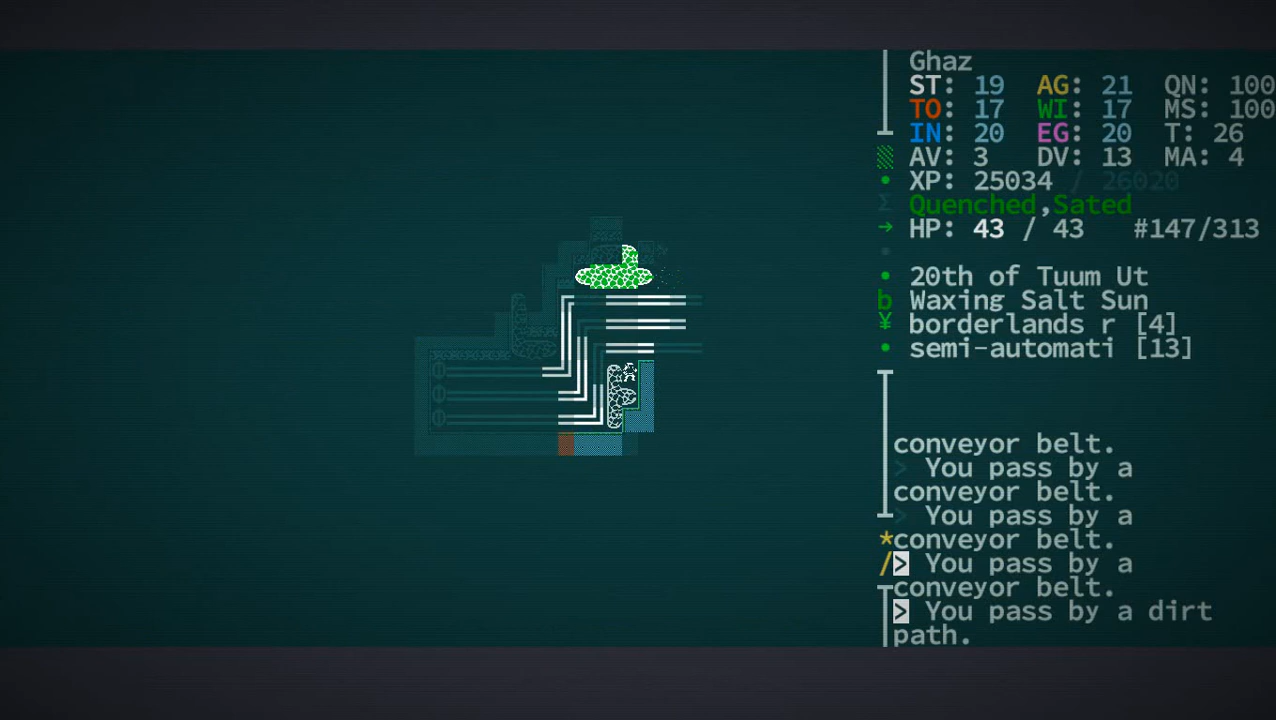 Ghaz
ST: 19 AG: 21 QN: 100
TO: 17 WI: 17 MS: 100
IN: 20 EG: 20 T: 26
AV: 3 DV: 13 MA: 4
XP: 25034 / 26020
Quenched,Sated
HP: 43 / 43 #147/313
20th of Tuum Ut
b Waxing Salt Sun
¥ borderlands r [4]
semi-automati [13]
conveyor belt.
> You pass by a
conveyor belt.
> You pass by a
*conveyor belt.
/> You pass by a
conveyor belt.
> You pass by a dirt
path.